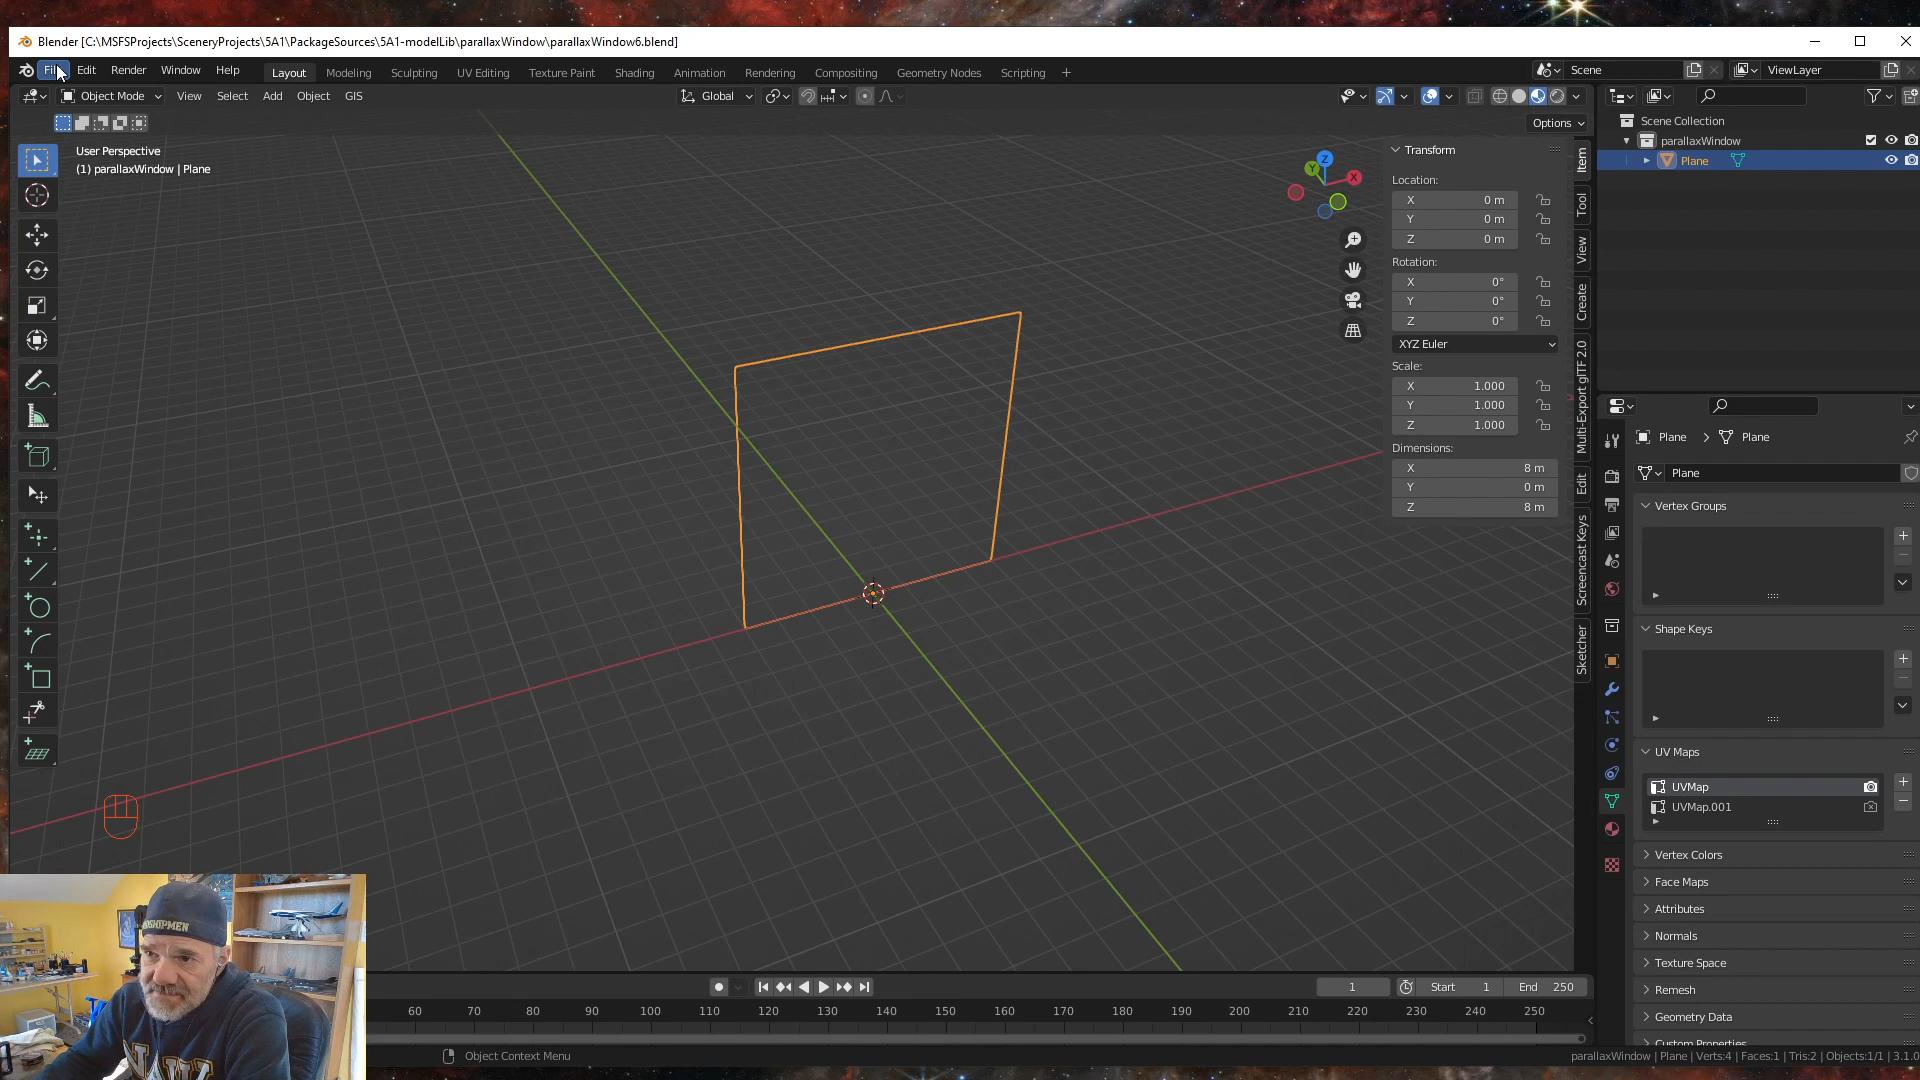 Blender [C:\MSFSProjects\SceneryProjects\5A1\PackageSources\5A1-modelLib\parallaxWindow\parallaxWindow6.blend]
File Edit Render Window Help Layout Modeling Sculpting UV Editing Texture Paint Shading Animation Rendering Compositing Geometry Nodes Scripting + Scene ViewLayer
Object Mode View Select Add Object GIS Global
Options
User Perspective
(1) parallaxWindow | Plane
Z
Y
X
Transform
Location:
X 0 m
Y 0 m
Z 0 m
Rotation:
X 0°
Y 0°
Z 0°
XYZ Euler
Scale:
X 1.000
Y 1.000
Z 1.000
Dimensions:
X 8 m
Y 0 m
Z 8 m
Item
Tool
View
Create
Multi-Export glTF 2.0
Edit
Screencast Keys
Sketcher
Scene Collection
parallaxWindow
Plane
Plane > Plane
Plane
Vertex Groups
Shape Keys
UV Maps
UVMap
UVMap.001
Vertex Colors
Face Maps
Attributes
Normals
Texture Space
Remesh
Geometry Data
Custom Properties
1 Start 1 End 250
60 70 80 90 100 110 120 130 140 150 160 170 180 190 200 210 220 230 240 250
Object Context Menu
parallaxWindow | Plane | Verts:4 | Faces:1 | Tris:2 | Objects:1/1 | 3.1.0